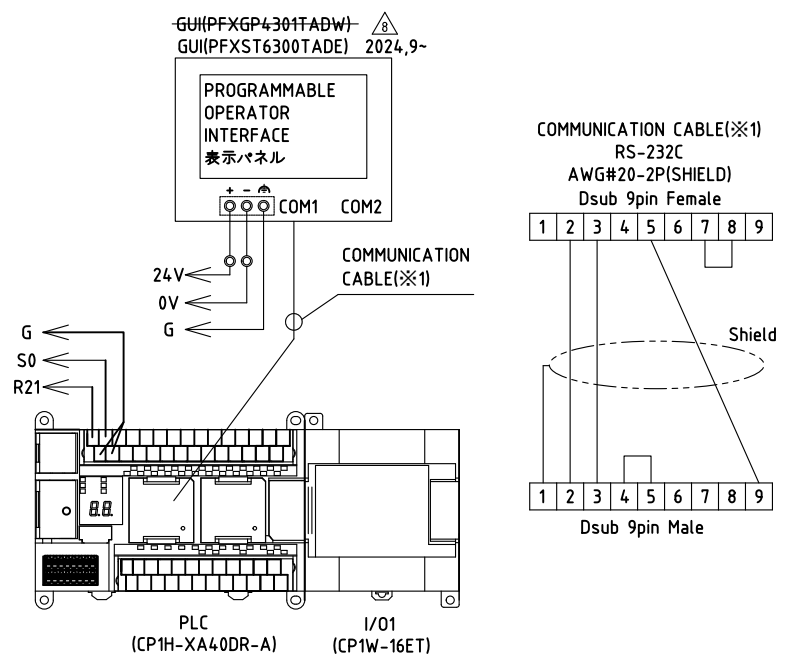 GUI(PFXGP4301TADW)
8
GUI(PFXST6300TADE) 2024,9~
PROGRAMMABLE
OPERATOR
INTERFACE
表示パネル
+ −
COM1 COM2
24V
0V
G
COMMUNICATION
CABLE(※1)
G
S0
R21
8.8.
PLC
(CP1H-XA40DR-A)
I/O1
(CP1W-16ET)
COMMUNICATION CABLE(※1)
RS-232C
AWG#20-2P(SHIELD)
Dsub 9pin Female
1 2 3 4 5 6 7 8 9
Shield
1 2 3 4 5 6 7 8 9
Dsub 9pin Male